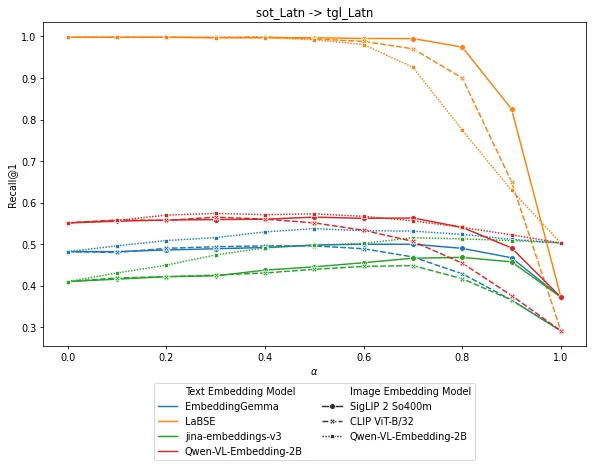 sot_Latn -> tgl_Latn
Recall@1
1.0
0.9
0.8
0.7
0.6
0.5
0.4
0.3
0.0 0.2 0.4 0.6 0.8 1.0
α
Text Embedding Model
EmbeddingGemma
LaBSE
jina-embeddings-v3
Qwen-VL-Embedding-2B
Image Embedding Model
SigLIP 2 So400m
CLIP ViT-B/32
Qwen-VL-Embedding-2B